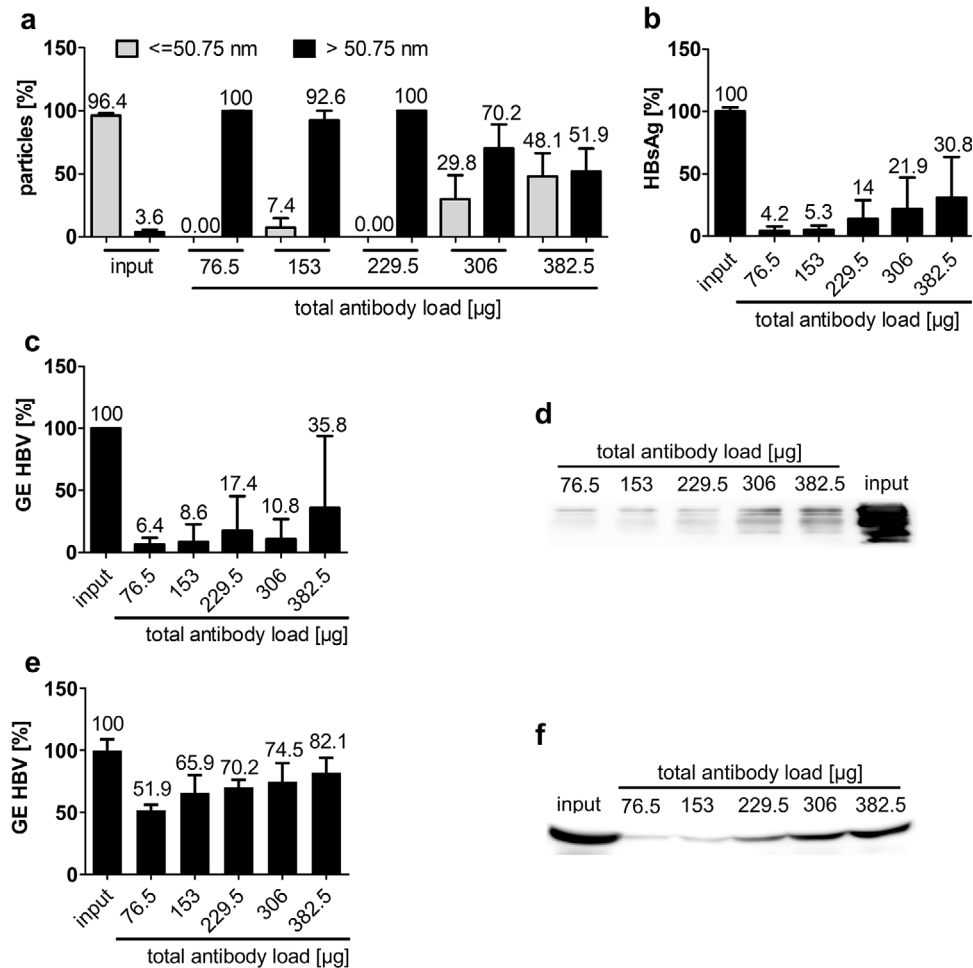 a
<=50.75 nm > 50.75 nm
particles [%]
150
100
50
0
96.4 3.6 0.00 100 7.4 92.6 0.00 100 29.8 70.2 48.1 51.9
input 76.5 153 229.5 306 382.5
total antibody load [µg]
b
HBsAg [%]
150
100
50
0
100 4.2 5.3 14 21.9 30.8
input 76.5 153 229.5 306 382.5
total antibody load [µg]
c
GE HBV [%]
150
100
50
0
100 6.4 8.6 17.4 10.8 35.8
input 76.5 153 229.5 306 382.5
total antibody load [µg]
d
total antibody load [µg]
76.5 153 229.5 306 382.5 input
e
GE HBV [%]
150
100
50
0
100 51.9 65.9 70.2 74.5 82.1
input 76.5 153 229.5 306 382.5
total antibody load [µg]
f
total antibody load [µg]
input 76.5 153 229.5 306 382.5